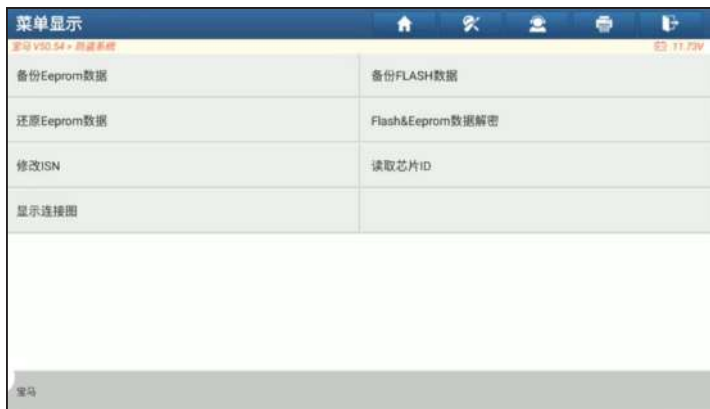 菜单显示
宝马 V50.54 > 防盗系统
11.73V
备份Eeprom数据
备份FLASH数据
还原Eeprom数据
Flash&Eeprom数据解密
修改ISN
读取芯片ID
显示连接图
宝马